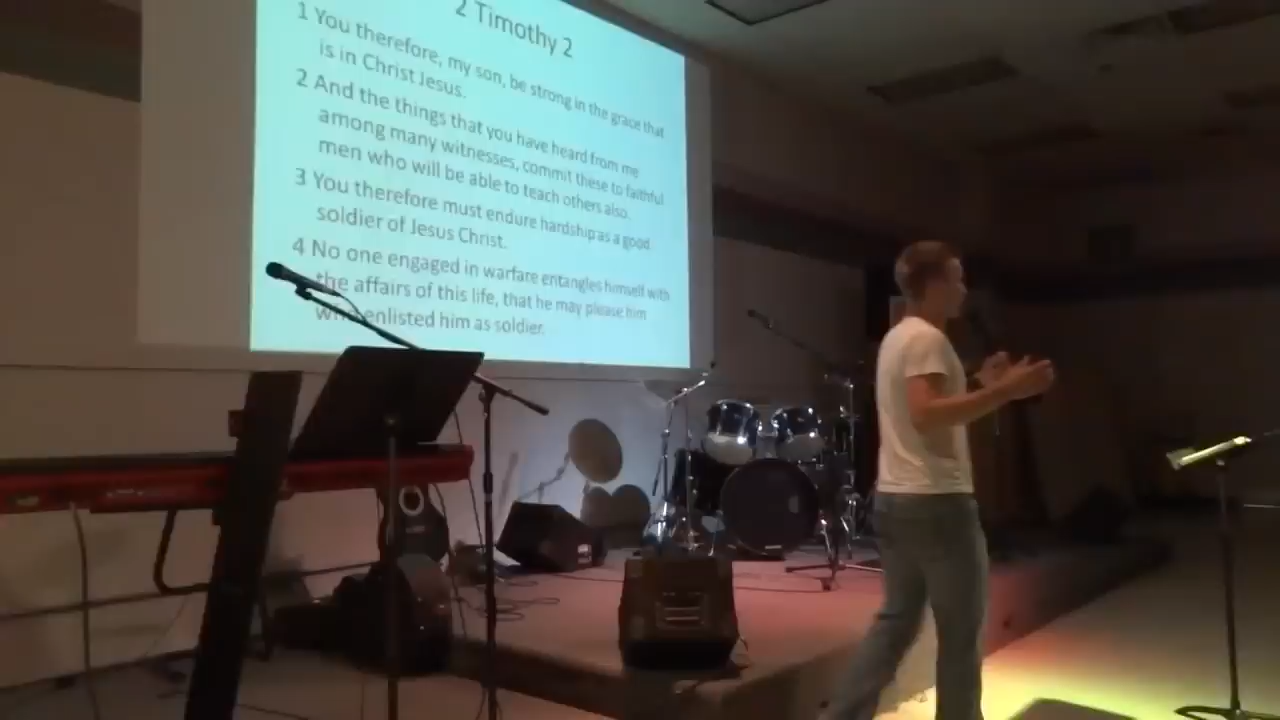 2 Timothy 2
1 You therefore, my son, be strong in the grace that
is in Christ Jesus.
2 And the things that you have heard from me
among many witnesses, commit these to faithful
men who will be able to teach others also.
3 You therefore must endure hardship as a good
soldier of Jesus Christ.
4 No one engaged in warfare entangles himself with
the affairs of this life, that he may please him
who enlisted him as soldier.